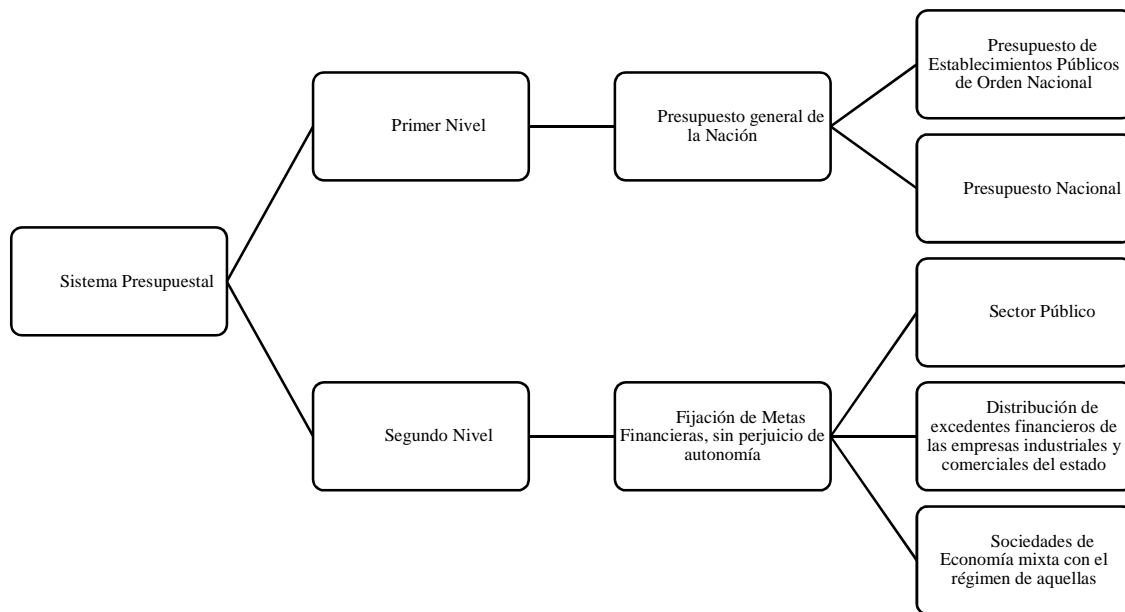 Sistema Presupuestal
Primer Nivel
Presupuesto general de
la Nación
Presupuesto de
Establecimientos Públicos
de Orden Nacional
Presupuesto Nacional
Segundo Nivel
Fijación de Metas
Financieras, sin perjuicio de
autonomía
Sector Público
Distribución de
excedentes financieros de
las empresas industriales y
comerciales del estado
Sociedades de
Economía mixta con el
régimen de aquellas